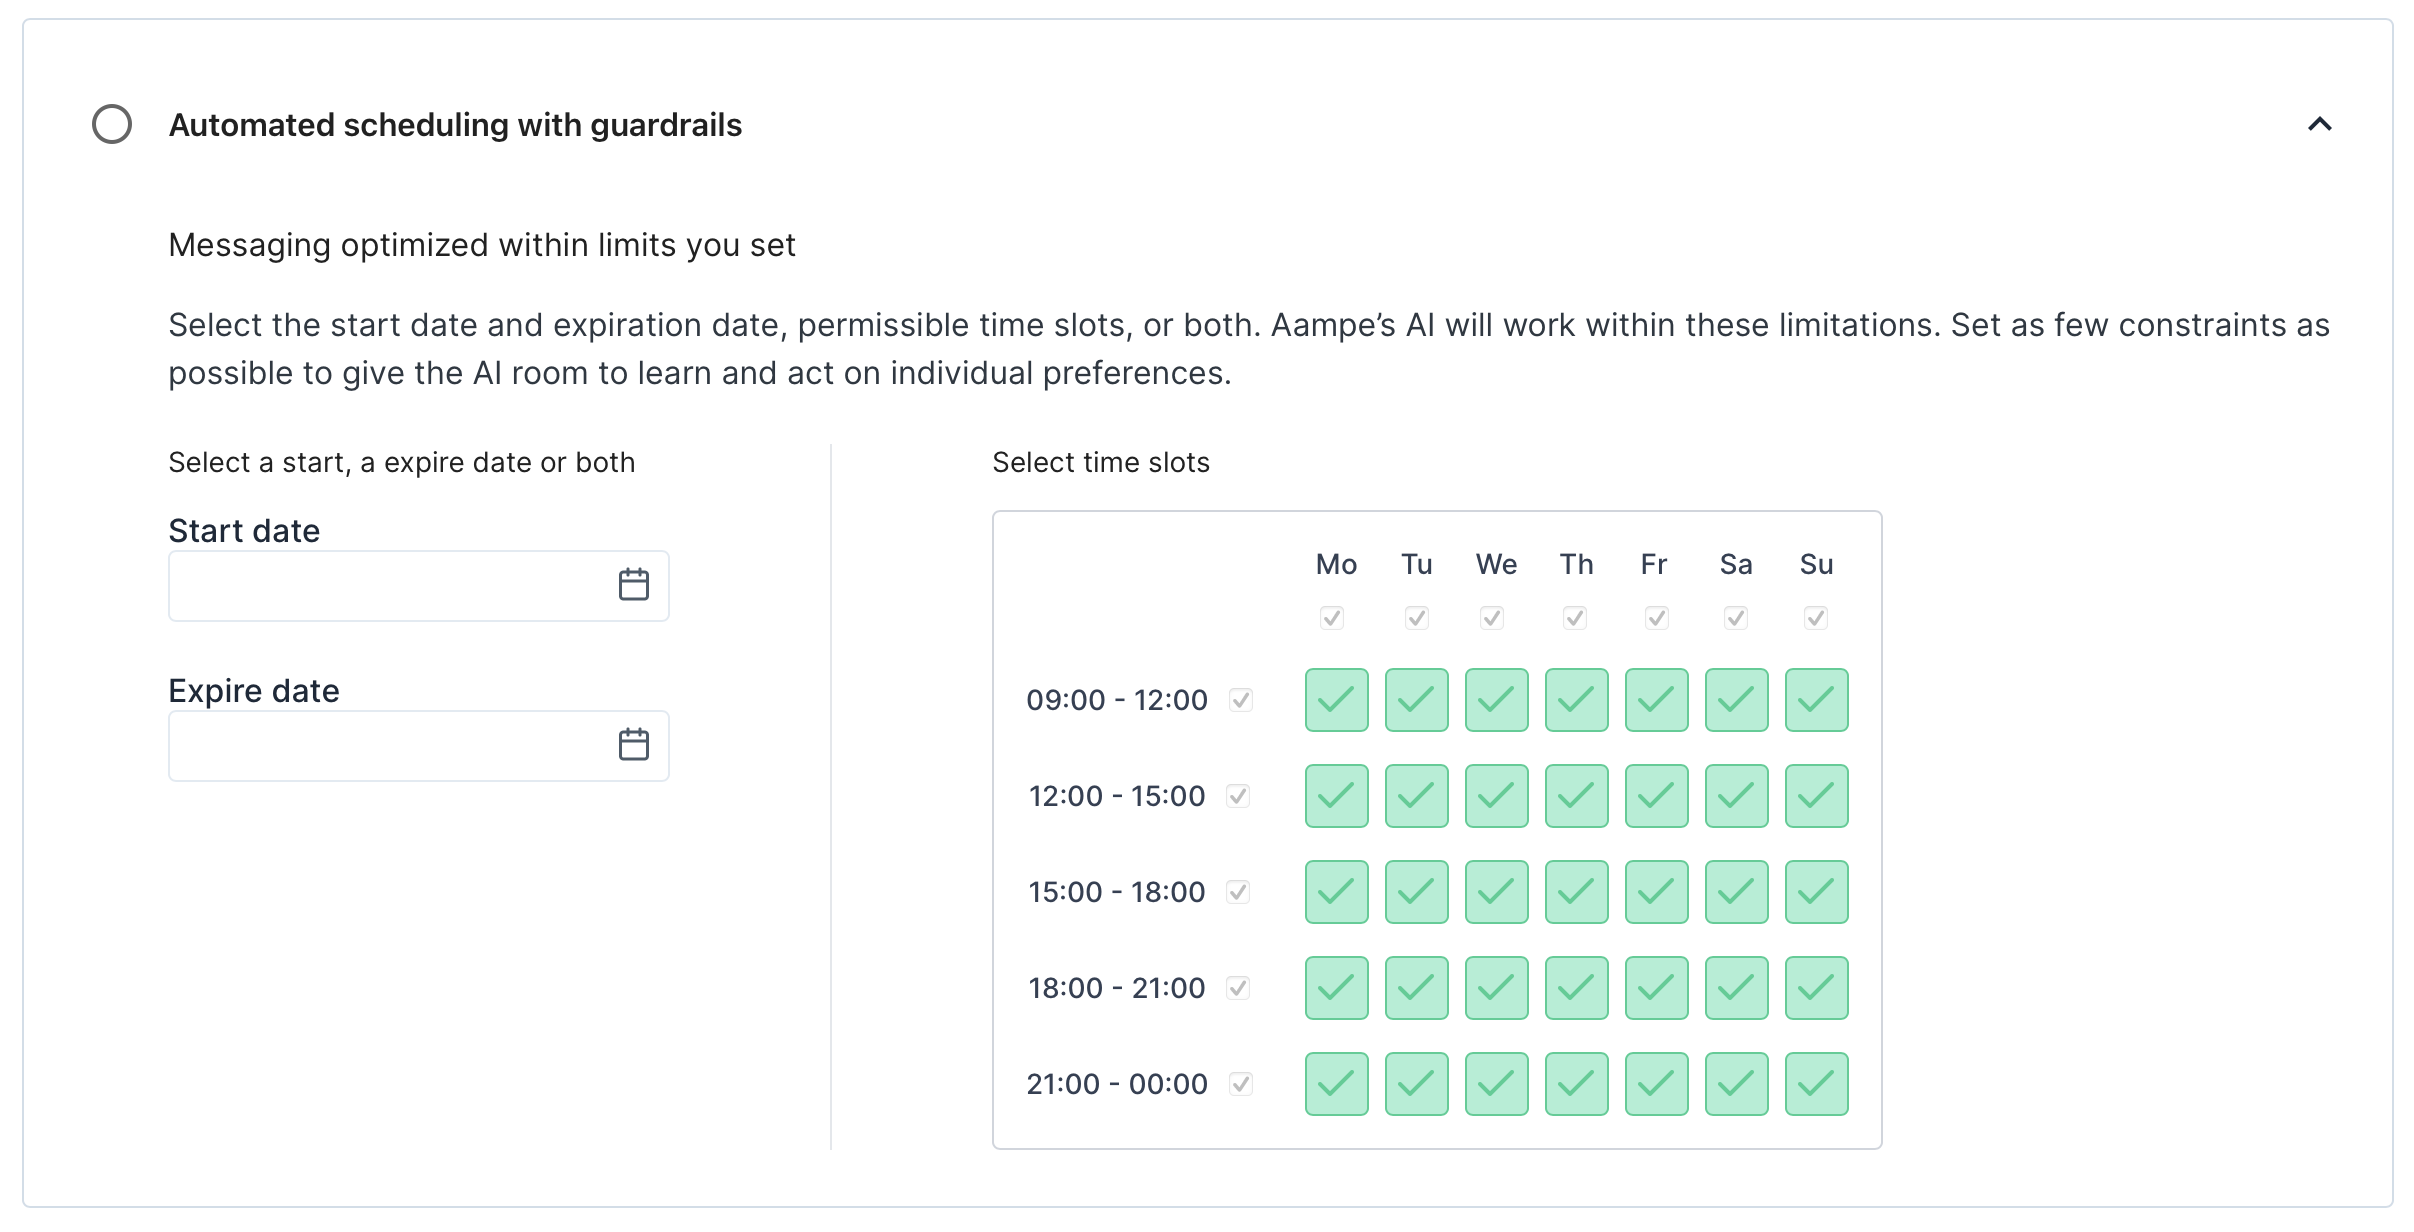 Automated scheduling with guardrails
Messaging optimized within limits you set
Select the start date and expiration date, permissible time slots, or both. Aampe’s AI will work within these limitations. Set as few constraints as
possible to give the AI room to learn and act on individual preferences.
Select a start, a expire date or both
Start date
Expire date
Select time slots
Mo Tu We Th Fr Sa Su
09:00 - 12:00
12:00 - 15:00
15:00 - 18:00
18:00 - 21:00
21:00 - 00:00